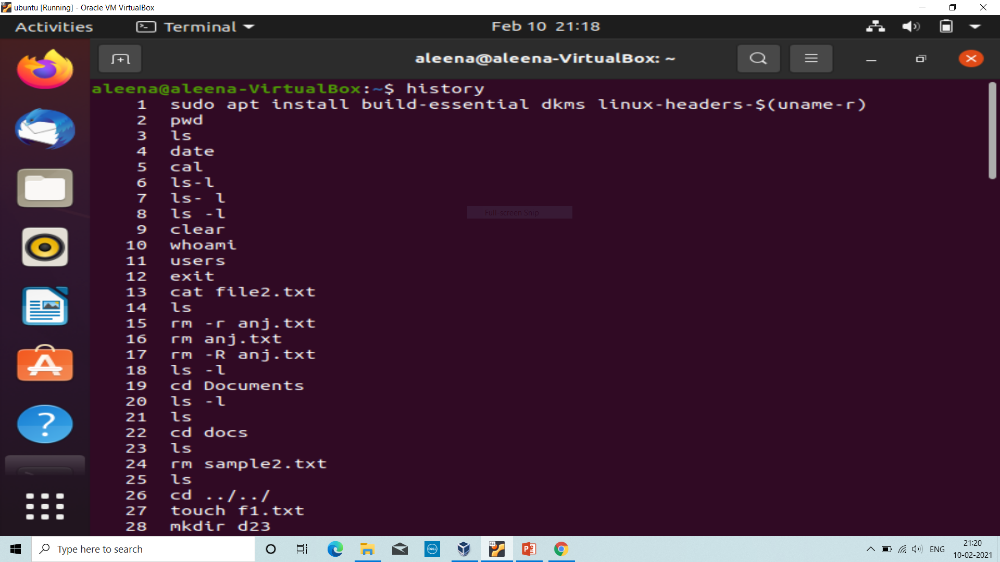 ubuntu [Running] - Oracle VM VirtualBox
Activities Terminal Feb 10 21:18
aleena@aleena-VirtualBox: ~
aleena@aleena-VirtualBox:~$ history
1 sudo apt install build-essential dkms linux-headers-$(uname-r)
2 pwd
3 ls
4 date
5 cal
6 ls-l
7 ls- l
8 ls -l
Full-screen Snip
9 clear
10 whoami
11 users
12 exit
13 cat file2.txt
14 ls
15 rm -r anj.txt
16 rm anj.txt
17 rm -R anj.txt
18 ls -l
19 cd Documents
20 ls -l
21 ls
22 cd docs
23 ls
24 rm sample2.txt
25 ls
26 cd ../../
27 touch f1.txt
28 mkdir d23
Type here to search
DELL
64
ENG
21:20
10-02-2021